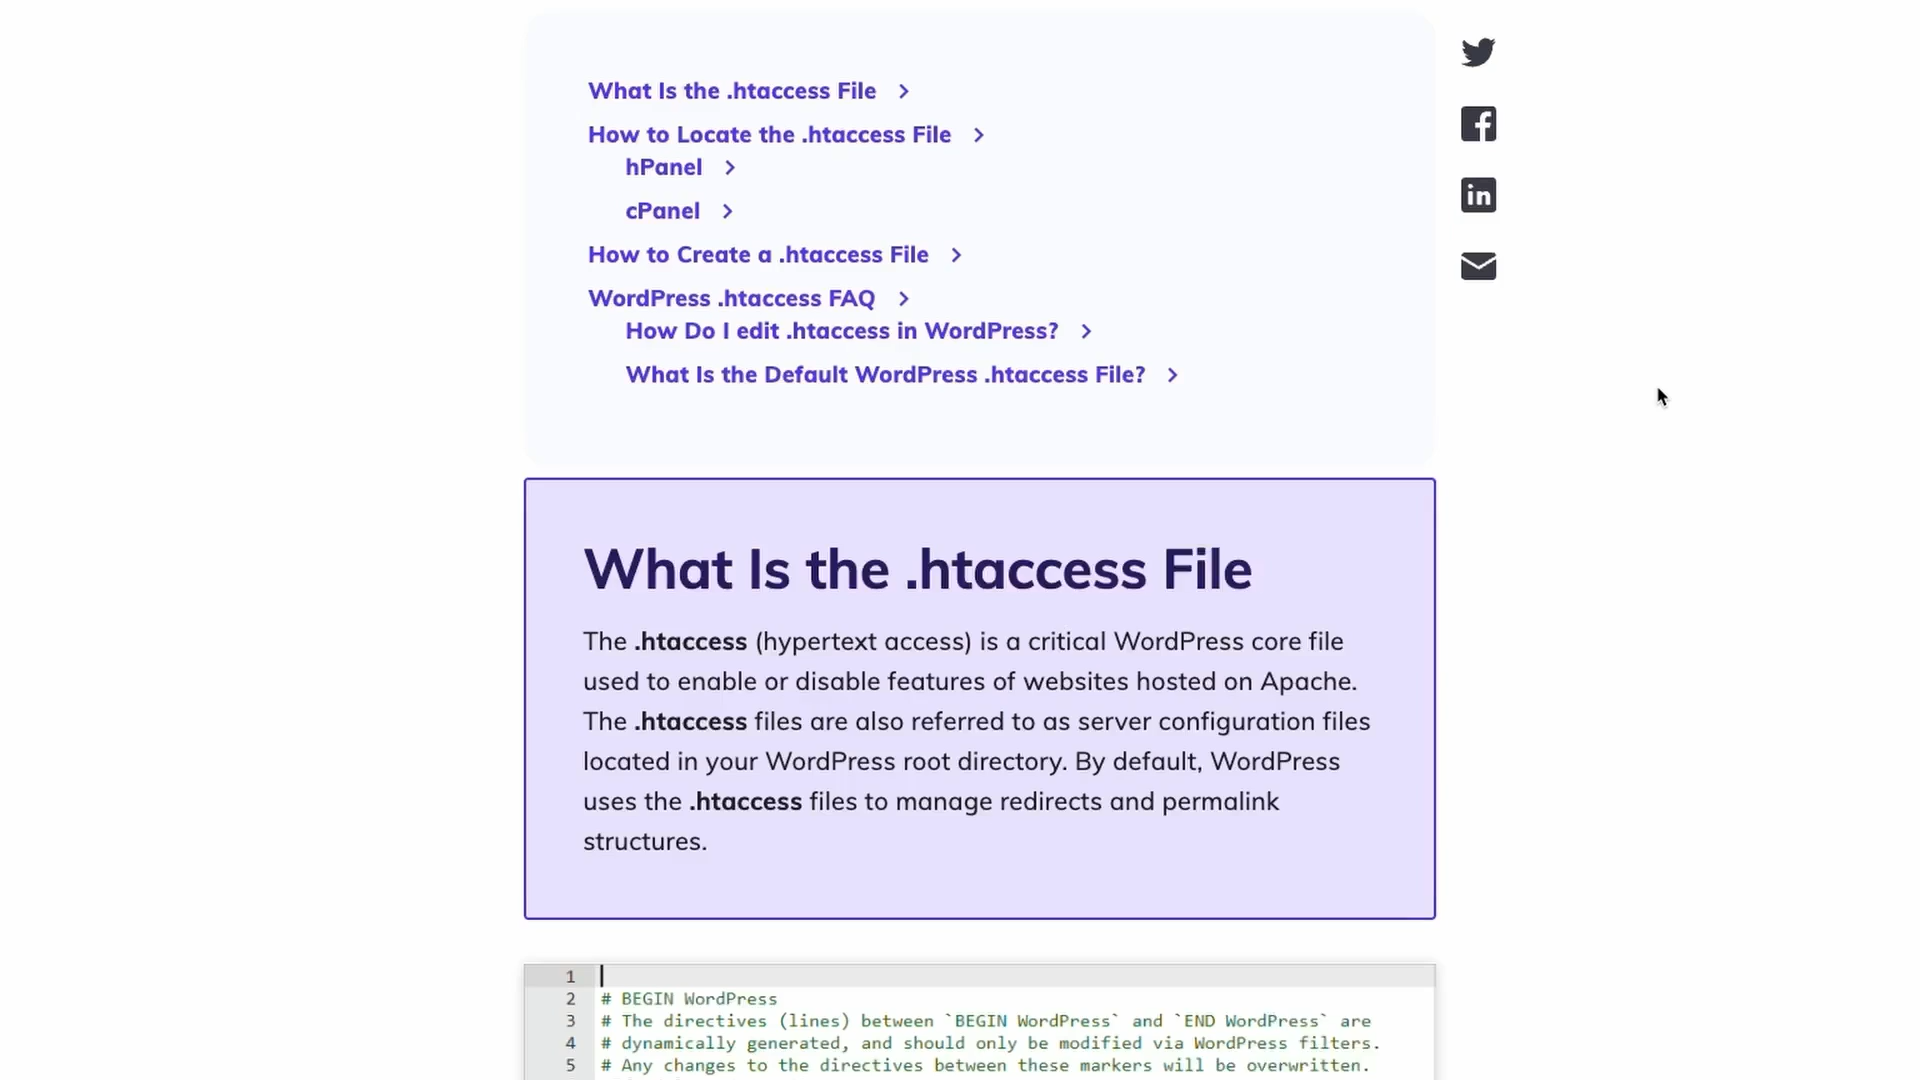 What Is the .htaccess File
How to Locate the .htaccess File
hPanel
cPanel
How to Create a .htaccess File
WordPress .htaccess FAQ
How Do I edit .htaccess in WordPress?
What Is the Default WordPress .htaccess File?
What Is the .htaccess File
The .htaccess (hypertext access) is a critical WordPress core file
used to enable or disable features of websites hosted on Apache.
The .htaccess files are also referred to as server configuration files
located in your WordPress root directory. By default, WordPress
uses the .htaccess files to manage redirects and permalink
structures.
1
2 # BEGIN WordPress
3 # The directives (lines) between `BEGIN WordPress` and `END WordPress` are
4 # dynamically generated, and should only be modified via WordPress filters.
5 # Any changes to the directives between these markers will be overwritten.